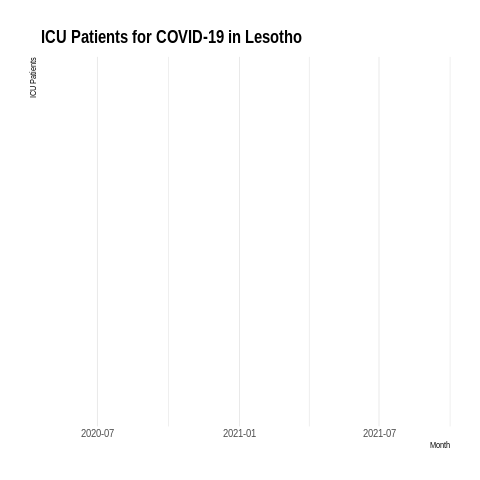 ICU Patients for COVID-19 in Lesotho
ICU Patients
2020-07 2021-01 2021-07
Month